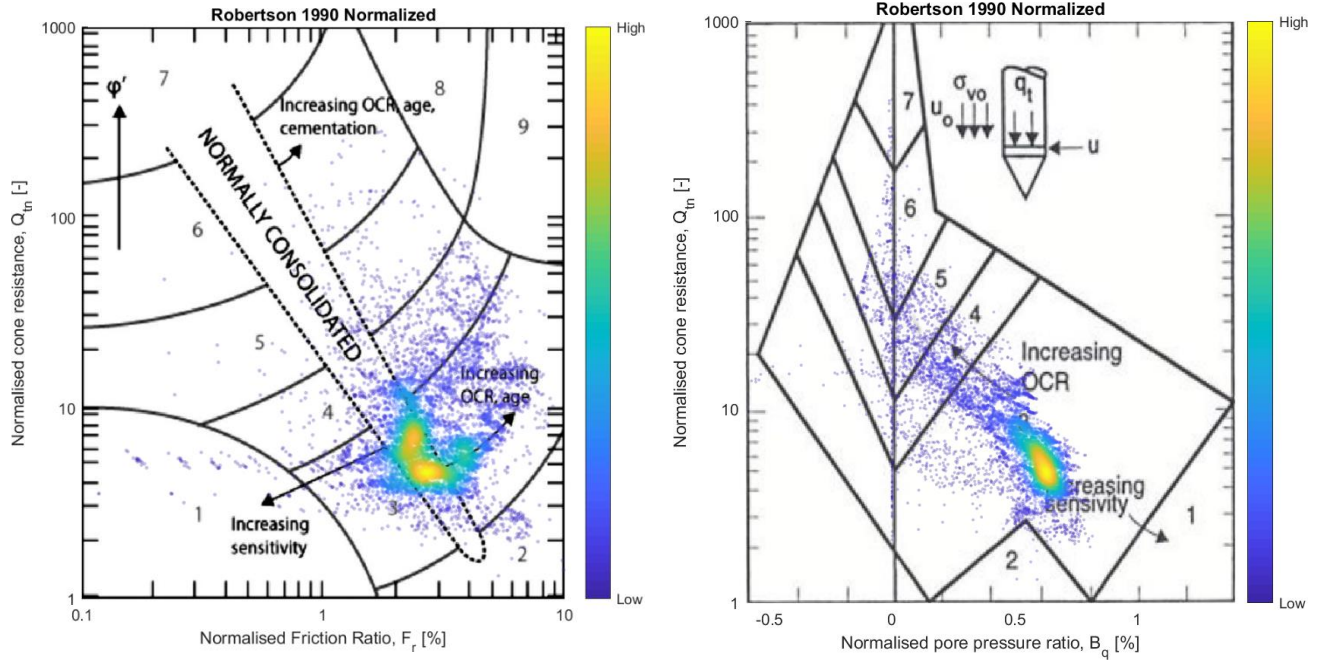 Robertson 1990 Normalized
1000
100
10
1
Normalised cone resistance, Qtn [-]
φ'
7
8
9
6
5
4
3
1
2
Increasing OCR, age,
cementation
NORMALLY CONSOLIDATED
Increasing
OCR, age
Increasing
sensitivity
0.1
1
10
Normalised Friction Ratio, Fr [%]
High
Low
Robertson 1990 Normalized
1000
100
10
1
Normalised cone resistance, Qtn [-]
7
6
5
4
1
2
σvo
uo
qt
u
Increasing
OCR
sensivity
-0.5
0
0.5
1
Normalised pore pressure ratio, Bq [%]
High
Low